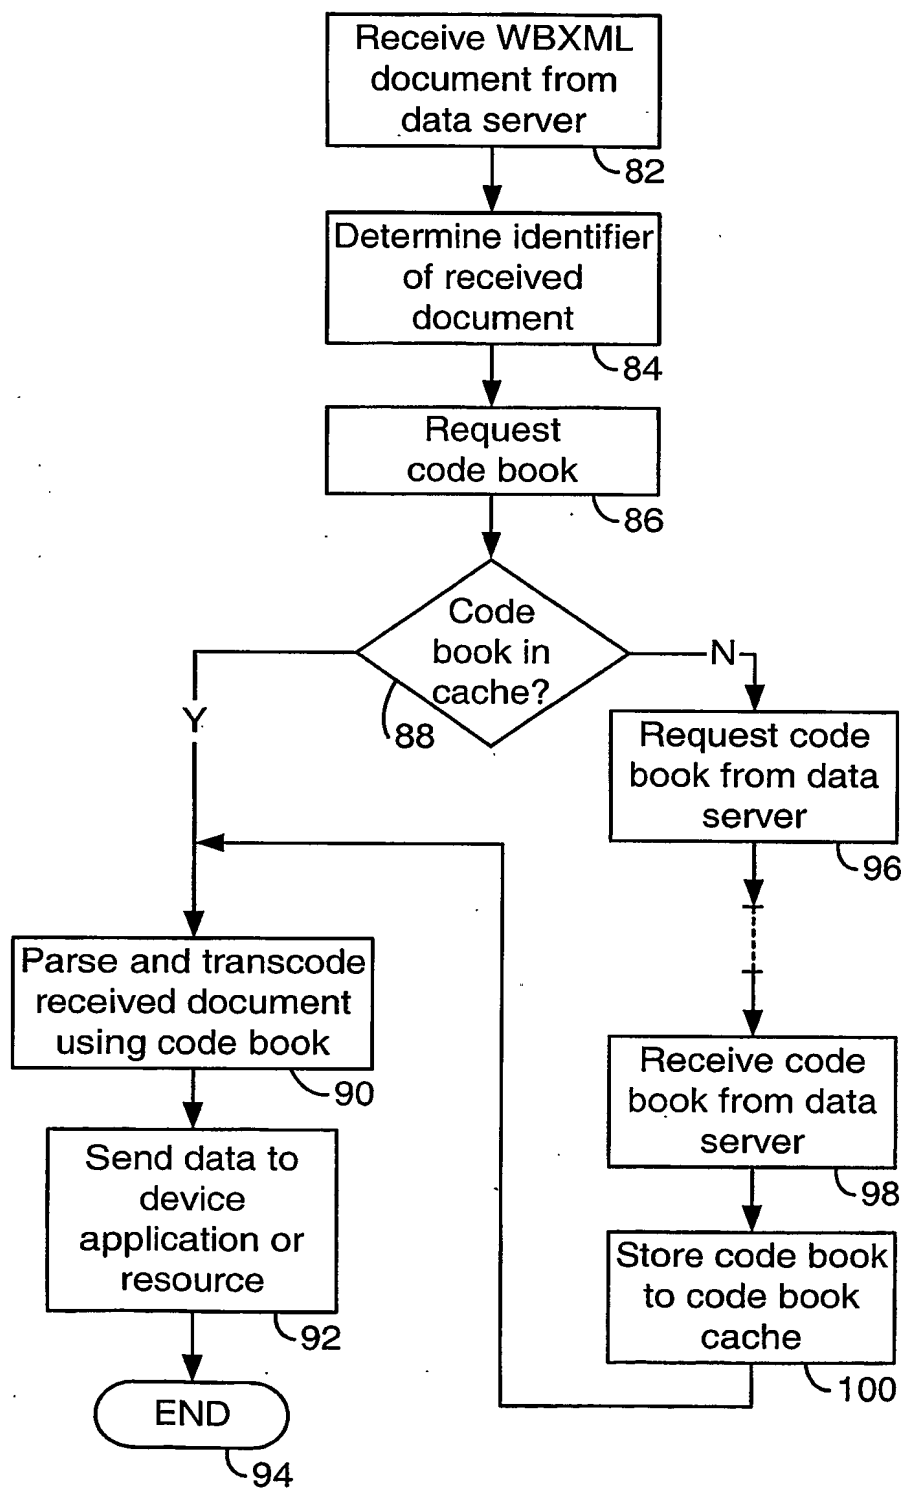 Receive WBXML
document from
data server
82
Determine identifier
of received
document
84
Request
code book
86
Code
book in
cache?
88
Y
N
Request code
book from data
server
96
Parse and transcode
received document
using code book
90
Receive code
book from data
server
98
Send data to
device
application or
resource
92
Store code book
to code book
cache
100
END
94